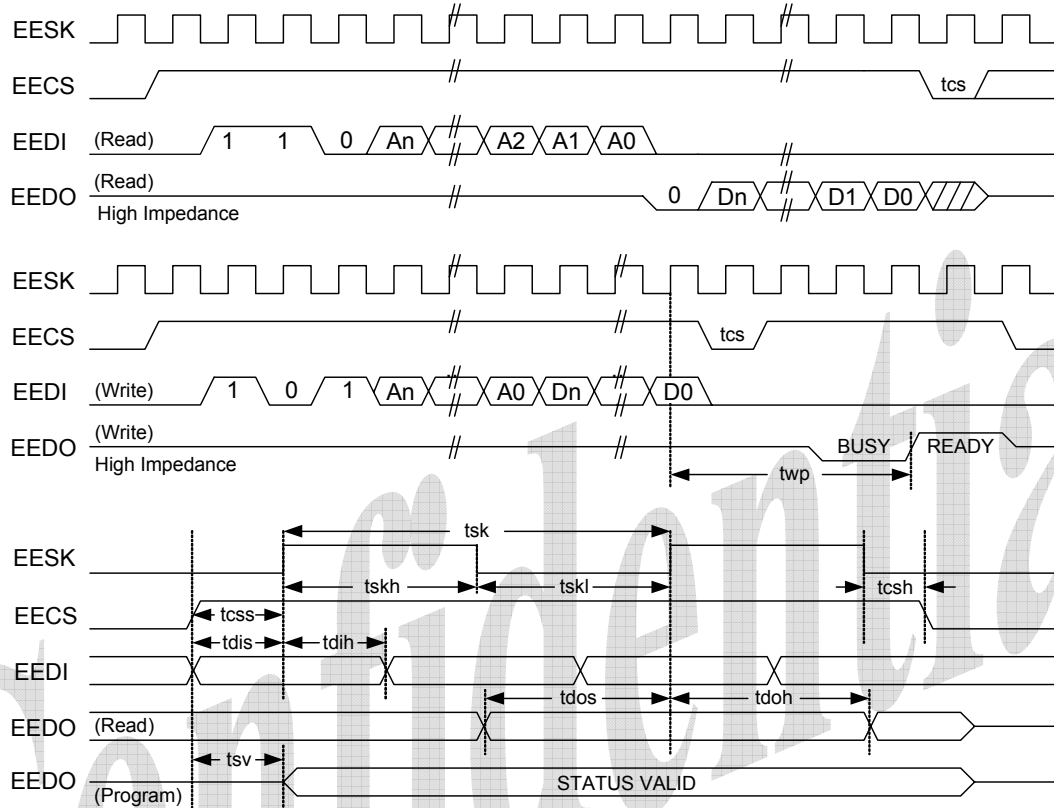 EESK
EECS tcs
EEDI (Read) 1 1 0 An A2 A1 A0
EEDO (Read) 0 Dn D1 D0
High Impedance
EESK
EECS tcs
EEDI (Write) 1 0 1 An A0 Dn D0
EEDO (Write) BUSY READY
High Impedance
twp
tsk
EESK
tskh tskl tcsh
EECS tcss
tdis tdih
EEDI
tdos tdoh
EEDO (Read)
tsv
EEDO STATUS VALID
(Program)
Confidential